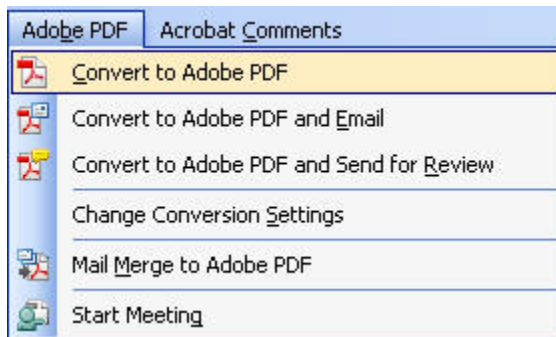 Adobe PDF Acrobat Comments
Convert to Adobe PDF
Convert to Adobe PDF and Email
Convert to Adobe PDF and Send for Review
Change Conversion Settings
Mail Merge to Adobe PDF
Start Meeting